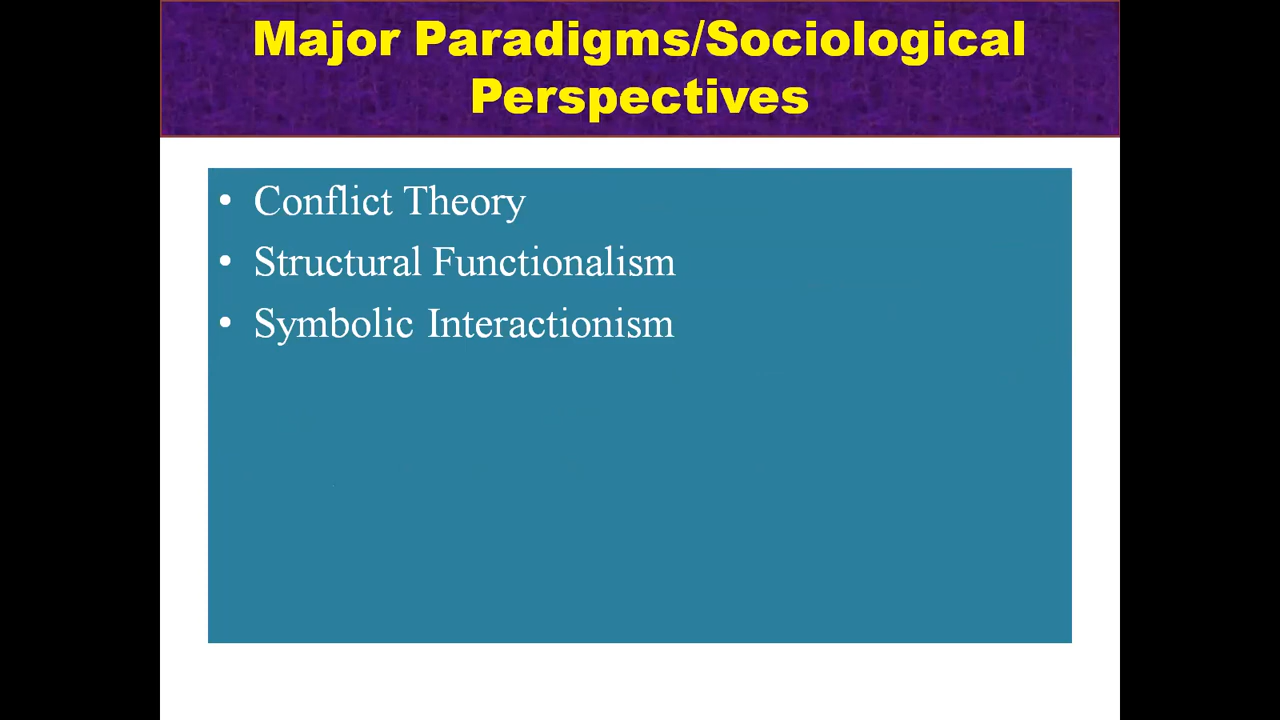 Major Paradigms/Sociological
Perspectives
• Conflict Theory
• Structural Functionalism
• Symbolic Interactionism